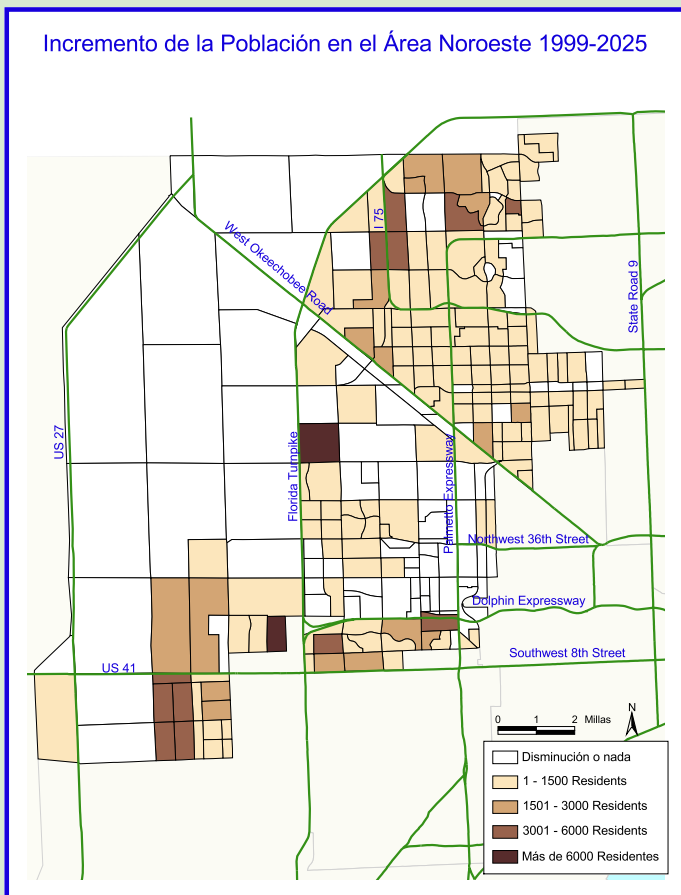 Incremento de la Población en el Área Noroeste 1999-2025
I 75
West Okeechobee Road
State Road 9
US 27
Florida Turnpike
Palmetto Expressway
Northwest 36th Street
Dolphin Expressway
Southwest 8th Street
US 41
0 1 2 Millas
N
Disminución o nada
1 - 1500 Residents
1501 - 3000 Residents
3001 - 6000 Residents
Más de 6000 Residentes